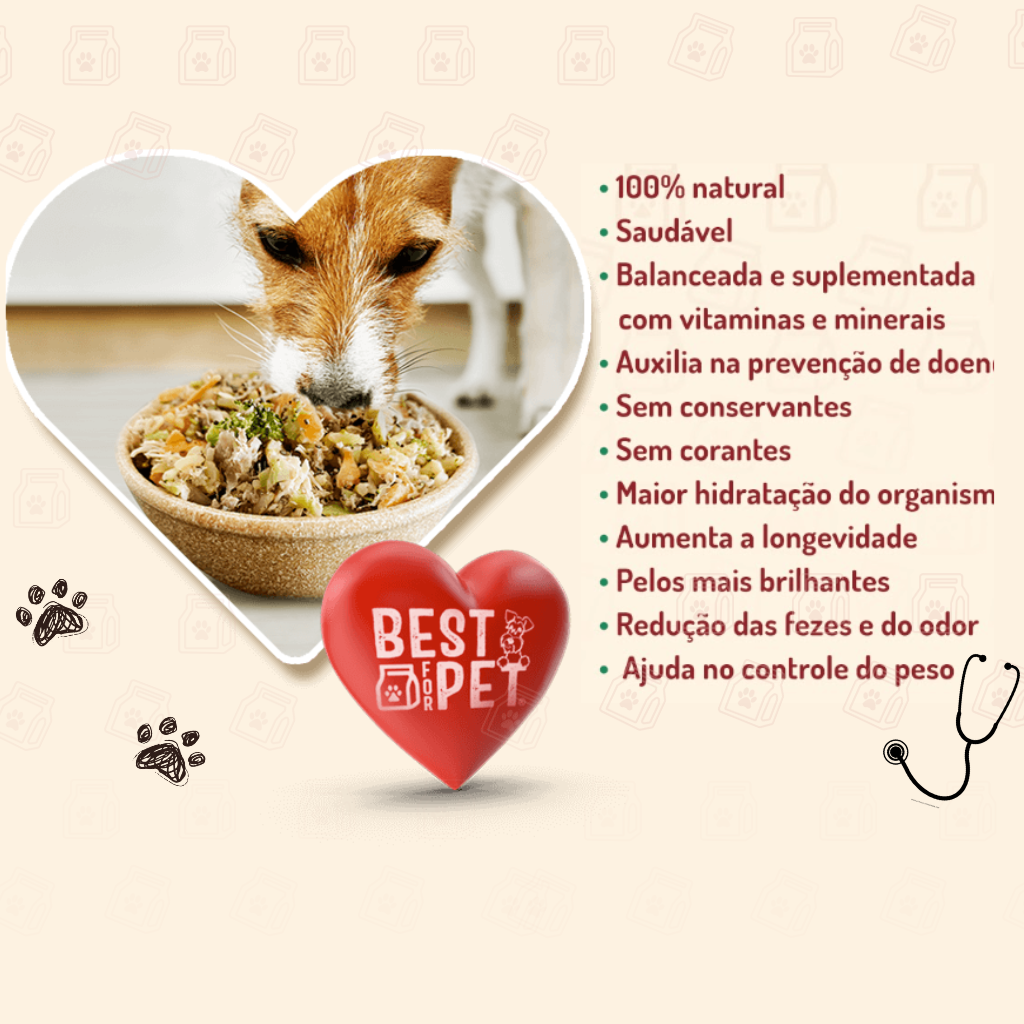 • 100% natural
• Saudável
• Balanceada e suplementada
com vitaminas e minerais
• Auxilia na prevenção de
• Sem conservantes
• Sem corantes
• Maior hidratação do
• Aumenta a longevidade
• Pelos mais brilhantes
• Redução das fezes e do odor
• Ajuda no controle do peso
BEST
FOR
PET